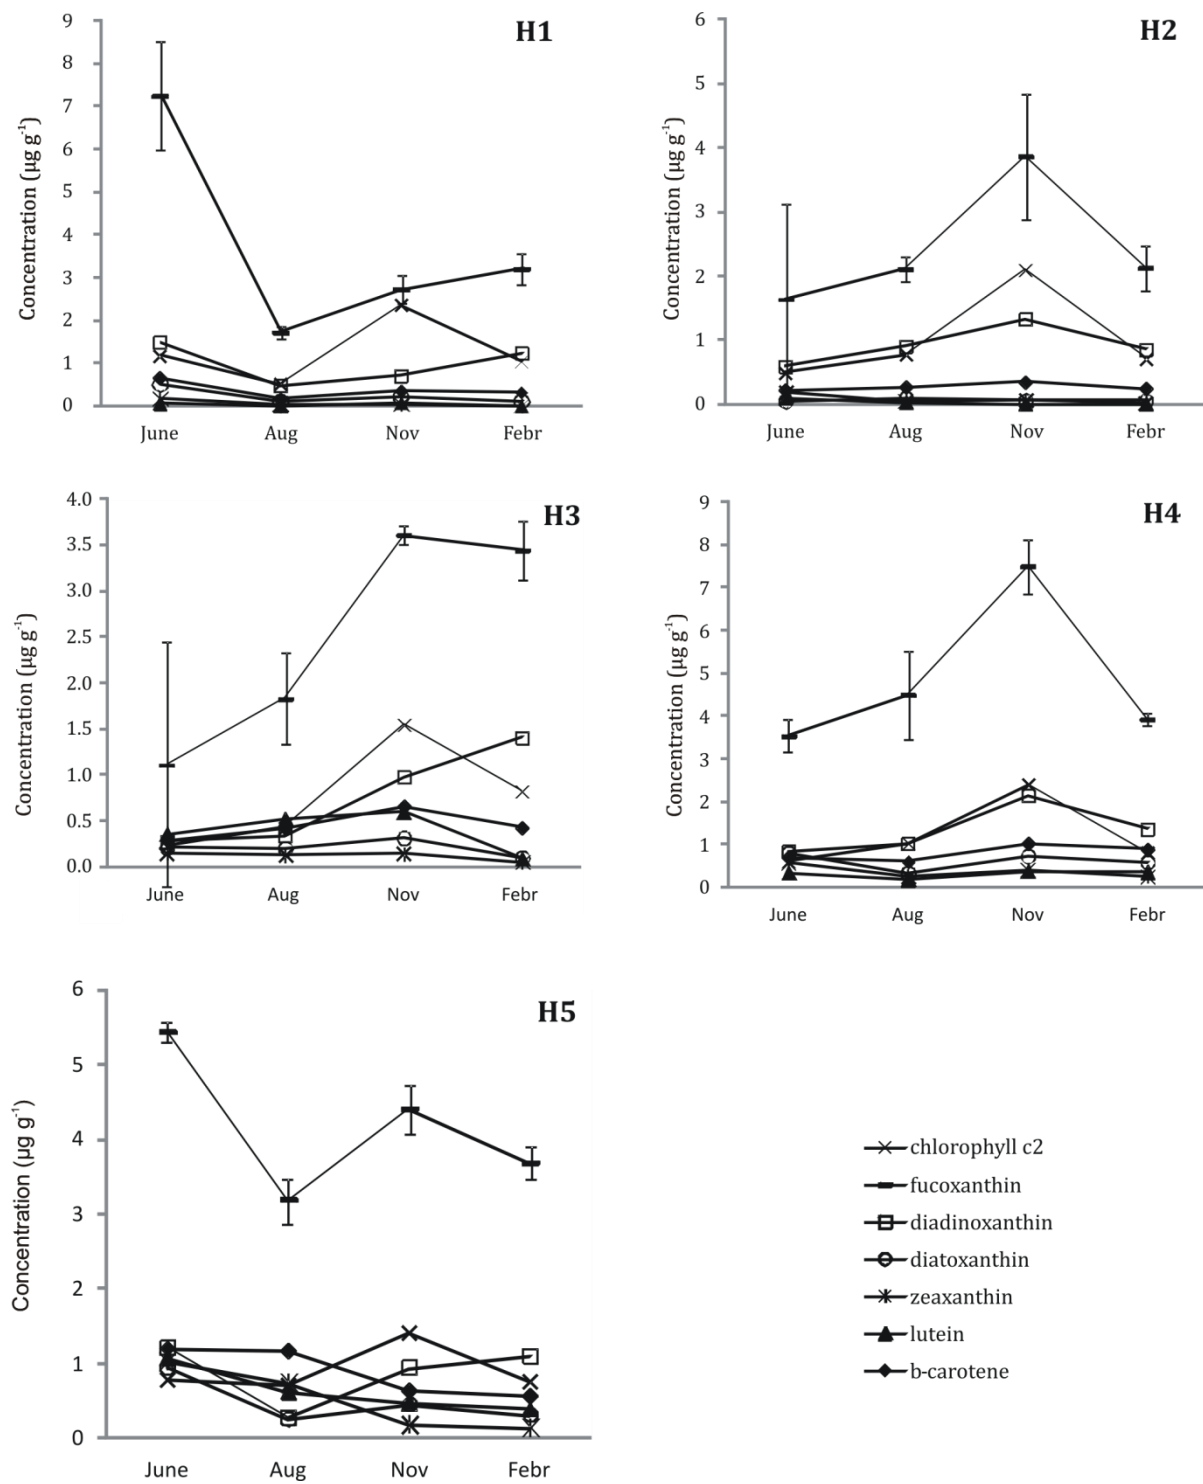 H1
Concentration (µg g⁻¹)
9
8
7
6
5
4
3
2
1
0
June Aug Nov Febr
H2
Concentration (µg g⁻¹)
6
5
4
3
2
1
0
June Aug Nov Febr
H3
Concentration (µg g⁻¹)
4.0
3.5
3.0
2.5
2.0
1.5
1.0
0.5
0.0
June Aug Nov Febr
H4
Concentration (µg g⁻¹)
9
8
7
6
5
4
3
2
1
0
June Aug Nov Febr
H5
Concentration (µg g⁻¹)
6
5
4
3
2
1
0
June Aug Nov Febr
chlorophyll c2
fucoxanthin
diadinoxanthin
diatoxanthin
zeaxanthin
lutein
b-carotene